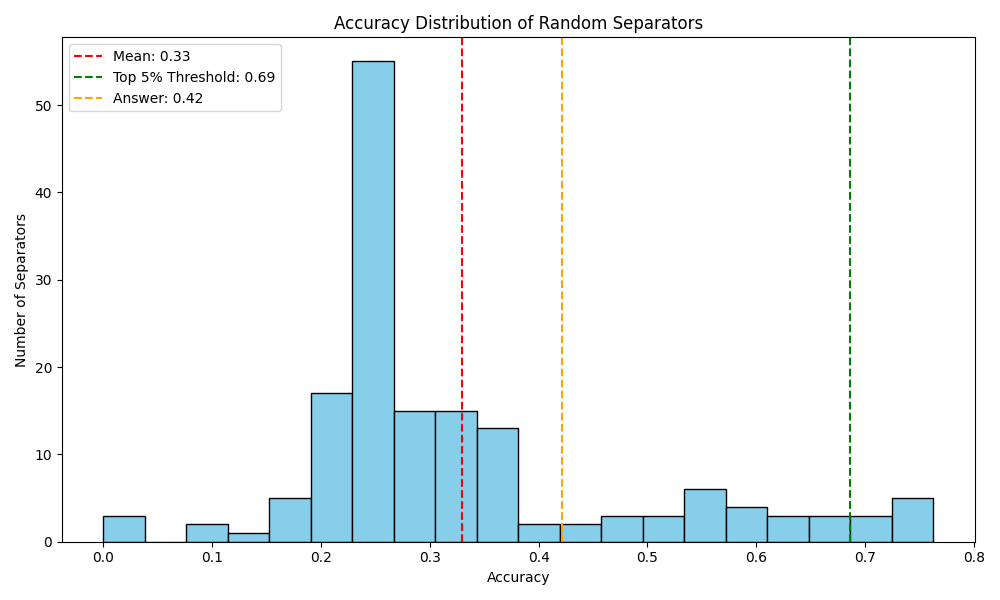 Accuracy Distribution of Random Separators
Mean: 0.33
Top 5% Threshold: 0.69
Answer: 0.42
Number of Separators
50
40
30
20
10
0
0.0 0.1 0.2 0.3 0.4 0.5 0.6 0.7 0.8
Accuracy